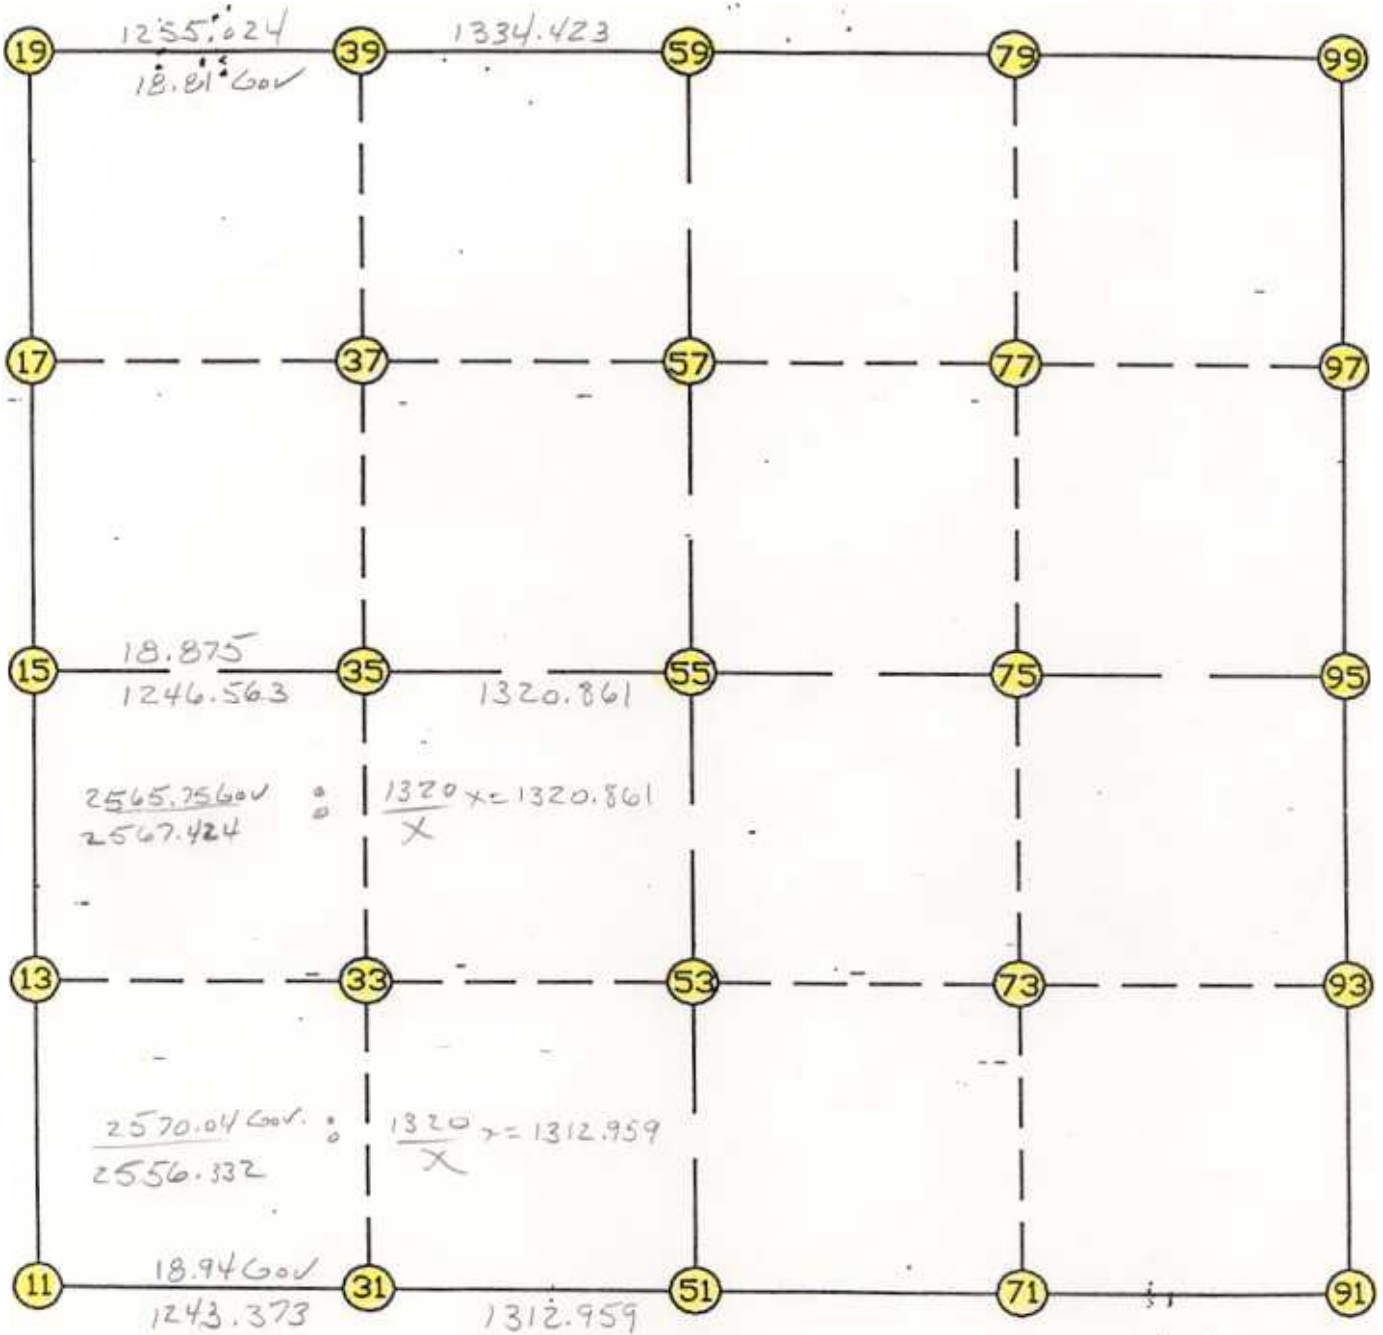 1255.024 1334.423
19 39 59 79 99
18.81 Gov
17 37 57 77 97
18.875
15 35 55 75 95
1246.563 1320.861
2565.75 Gov : 1320 x= 1320.861
2567.424 X
13 33 53 73 93
2570.04 Gov. : 1320 x= 1312.959
2556.332 X
18.94 Gov
11 31 51 71 91
1243.373 1312.959